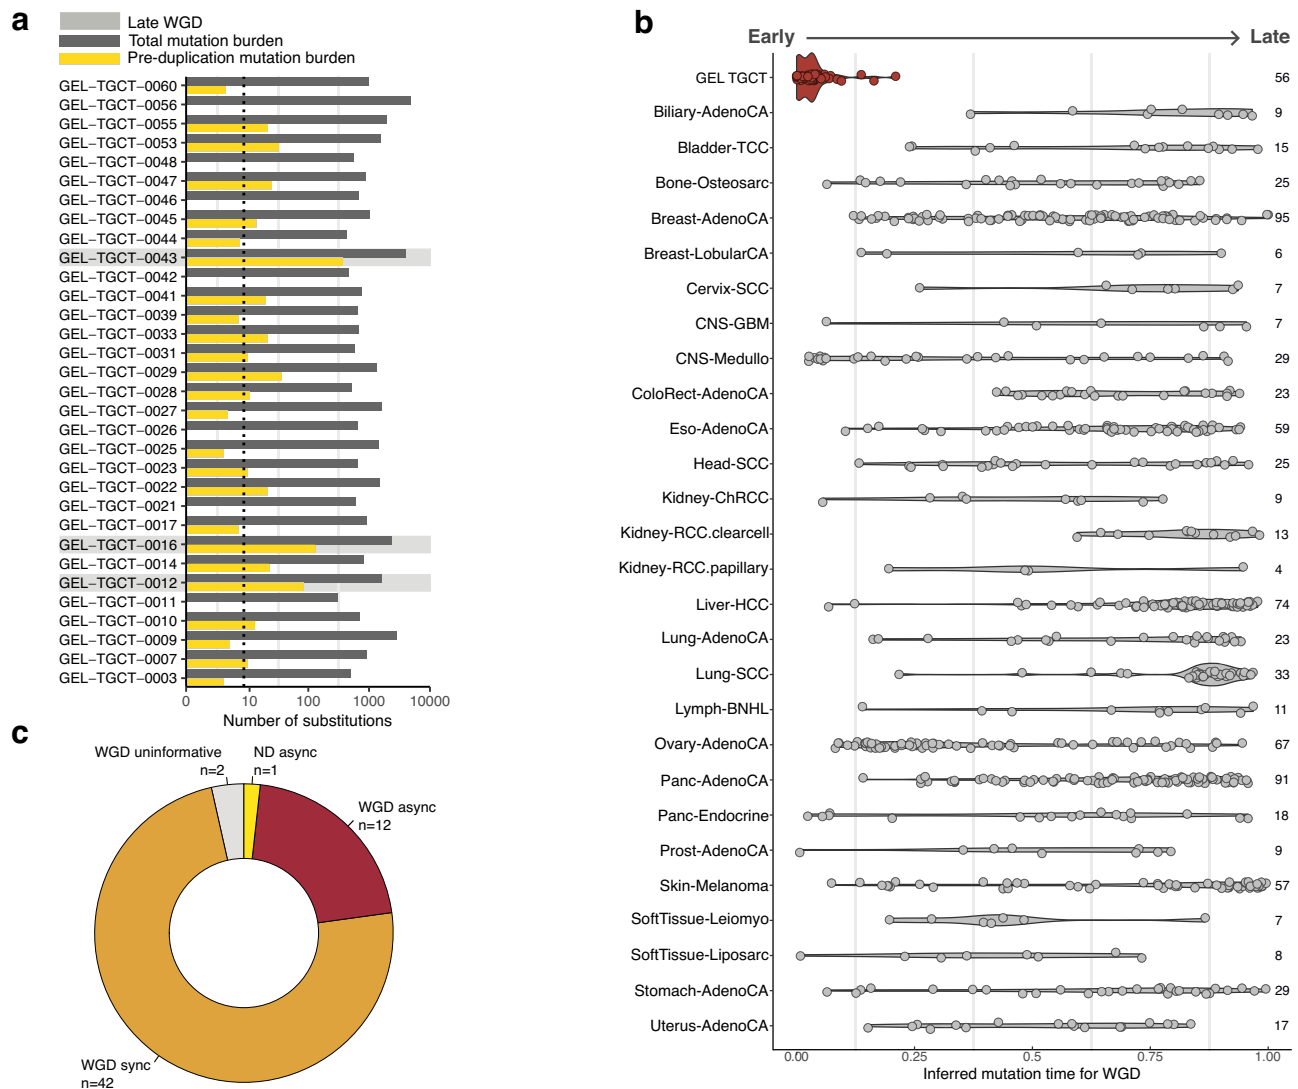 a
Late WGD
Total mutation burden
Pre-duplication mutation burden
GEL−TGCT−0060
GEL−TGCT−0056
GEL−TGCT−0055
GEL−TGCT−0053
GEL−TGCT−0048
GEL−TGCT−0047
GEL−TGCT−0046
GEL−TGCT−0045
GEL−TGCT−0044
GEL−TGCT−0043
GEL−TGCT−0042
GEL−TGCT−0041
GEL−TGCT−0039
GEL−TGCT−0033
GEL−TGCT−0031
GEL−TGCT−0029
GEL−TGCT−0028
GEL−TGCT−0027
GEL−TGCT−0026
GEL−TGCT−0025
GEL−TGCT−0023
GEL−TGCT−0022
GEL−TGCT−0021
GEL−TGCT−0017
GEL−TGCT−0016
GEL−TGCT−0014
GEL−TGCT−0012
GEL−TGCT−0011
GEL−TGCT−0010
GEL−TGCT−0009
GEL−TGCT−0007
GEL−TGCT−0003
0 10 100 1000 10000
Number of substitutions
b
Early Late
GEL TGCT 56
Biliary-AdenoCA 9
Bladder-TCC 15
Bone-Osteosarc 25
Breast-AdenoCA 95
Breast-LobularCA 6
Cervix-SCC 7
CNS-GBM 7
CNS-Medullo 29
ColoRect-AdenoCA 23
Eso-AdenoCA 59
Head-SCC 25
Kidney-ChRCC 9
Kidney-RCC.clearcell 13
Kidney-RCC.papillary 4
Liver-HCC 74
Lung-AdenoCA 23
Lung-SCC 33
Lymph-BNHL 11
Ovary-AdenoCA 67
Panc-AdenoCA 91
Panc-Endocrine 18
Prost-AdenoCA 9
Skin-Melanoma 57
SoftTissue-Leiomyo 7
SoftTissue-Liposarc 8
Stomach-AdenoCA 29
Uterus-AdenoCA 17
0.00 0.25 0.5 0.75 1.00
Inferred mutation time for WGD
c
WGD uninformative
n=2
ND async
n=1
WGD async
n=12
WGD sync
n=42